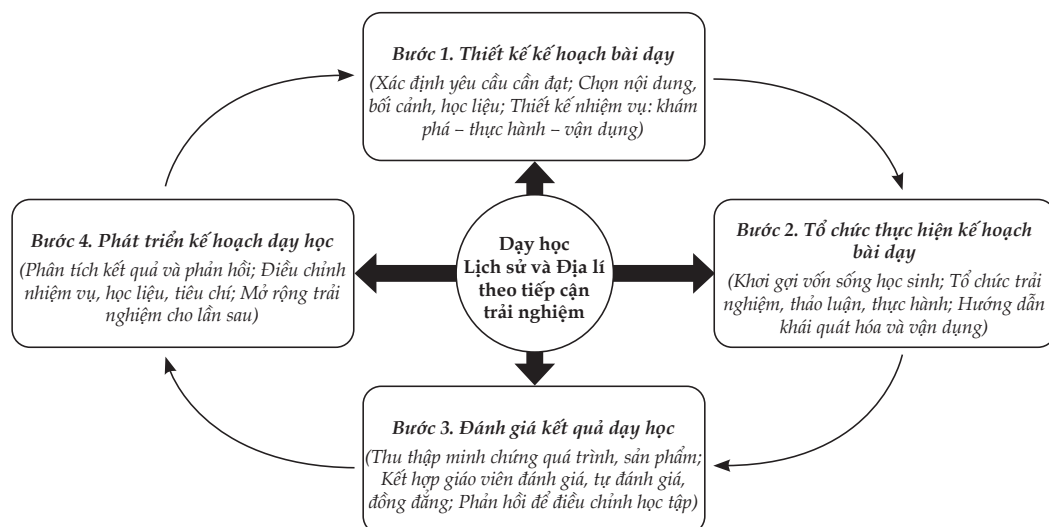 Bước 1. Thiết kế kế hoạch bài dạy
(Xác định yêu cầu cần đạt; Chọn nội dung,
bối cảnh, học liệu; Thiết kế nhiệm vụ: khám
phá – thực hành – vận dụng)
Bước 2. Tổ chức thực hiện kế hoạch
bài dạy
(Khơi gợi vốn sống học sinh; Tổ chức trải
nghiệm, thảo luận, thực hành; Hướng dẫn
khái quát hóa và vận dụng)
Bước 3. Đánh giá kết quả dạy học
(Thu thập minh chứng quá trình, sản phẩm;
Kết hợp giáo viên đánh giá, tự đánh giá,
đồng đẳng; Phản hồi để điều chỉnh học tập)
Bước 4. Phát triển kế hoạch dạy học
(Phân tích kết quả và phản hồi; Điều chỉnh
nhiệm vụ, học liệu, tiêu chí; Mở rộng trải
nghiệm cho lần sau)
Dạy học
Lịch sử và Địa lí
theo tiếp cận
trải nghiệm